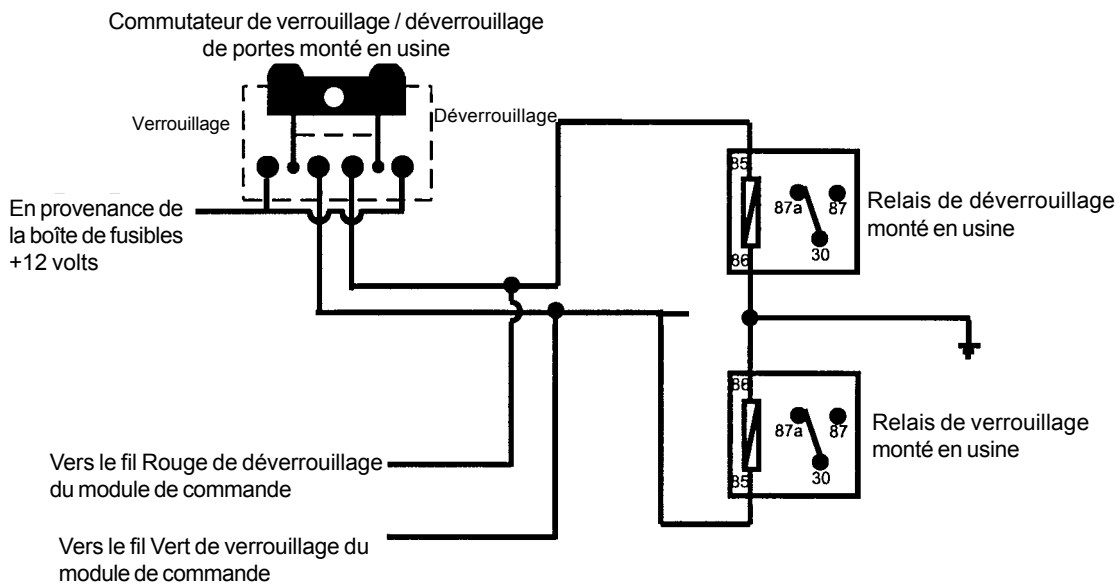 Commutateur de verrouillage / déverrouillage
de portes monté en usine
Verrouillage
Déverrouillage
En provenance de
la boîte de fusibles
+12 volts
85
87a
87
86
30
Relais de déverrouillage
monté en usine
86
87a
87
85
30
Relais de verrouillage
monté en usine
Vers le fil Rouge de déverrouillage
du module de commande
Vers le fil Vert de verrouillage du
module de commande